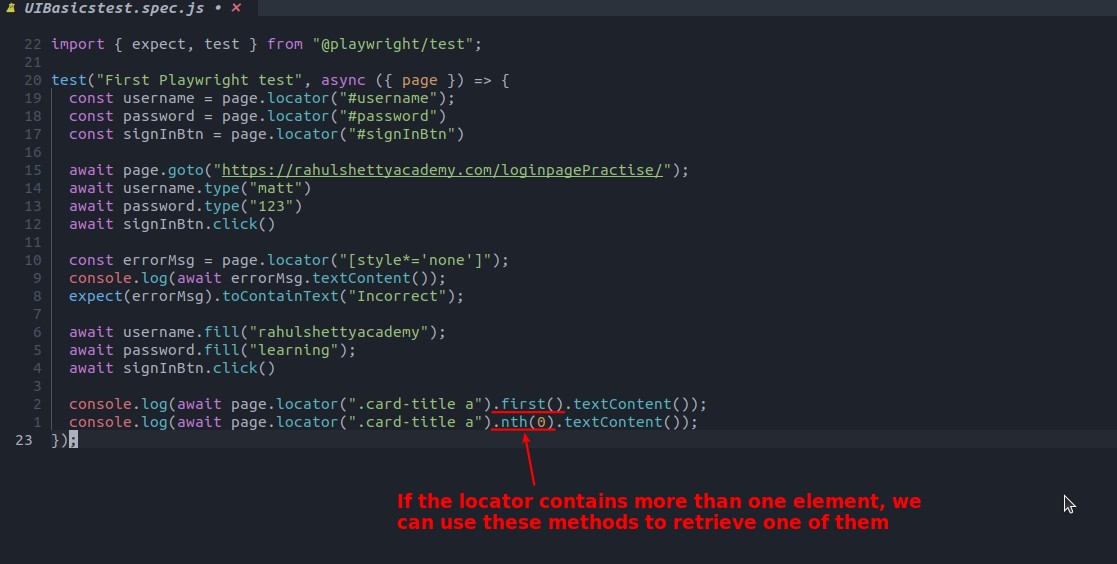 UIBasicstest.spec.js • ×
22 import { expect, test } from "@playwright/test";
21
20 test("First Playwright test", async ({ page }) => {
19   const username = page.locator("#username");
18   const password = page.locator("#password")
17   const signInBtn = page.locator("#signInBtn")
16
15   await page.goto("https://rahulshettyacademy.com/loginpagePractise/");
14   await username.type("matt")
13   await password.type("123")
12   await signInBtn.click()
11
10   const errorMsg = page.locator("[style*='none']");
9   console.log(await errorMsg.textContent());
8   expect(errorMsg).toContainText("Incorrect");
7
6   await username.fill("rahulshettyacademy");
5   await password.fill("learning");
4   await signInBtn.click()
3
2   console.log(await page.locator(".card-title a").first().textContent());
1   console.log(await page.locator(".card-title a").nth(0).textContent());
23 });
If the locator contains more than one element, we
can use these methods to retrieve one of them